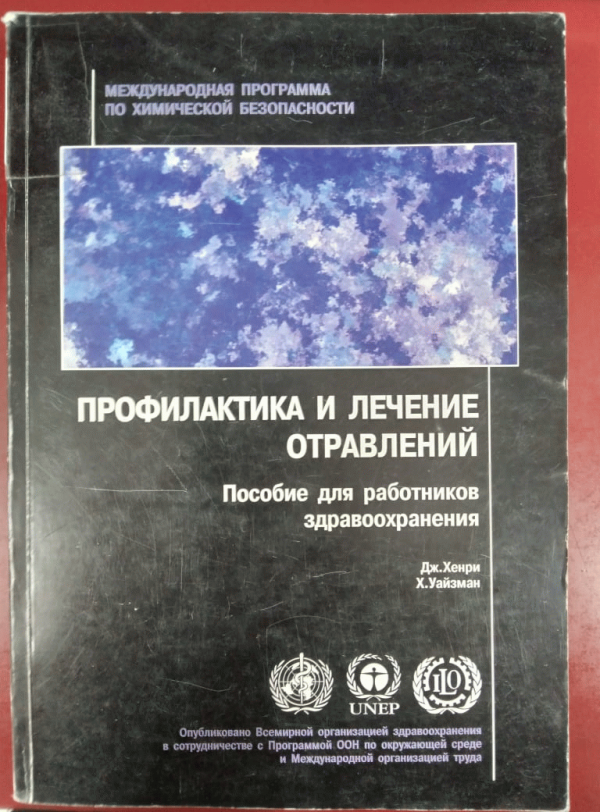 МЕЖДУНАРОДНАЯ ПРОГРАММА
ПО ХИМИЧЕСКОЙ БЕЗОПАСНОСТИ
ПРОФИЛАКТИКА И ЛЕЧЕНИЕ
ОТРАВЛЕНИЙ
Пособие для работников
здравоохранения
Дж.Хенри
Х.Уайзман
UNEP
ILO
Опубликовано Всемирной организацией здравоохранения
в сотрудничестве с Программой ООН по окружающей среде
и Международной организацией труда